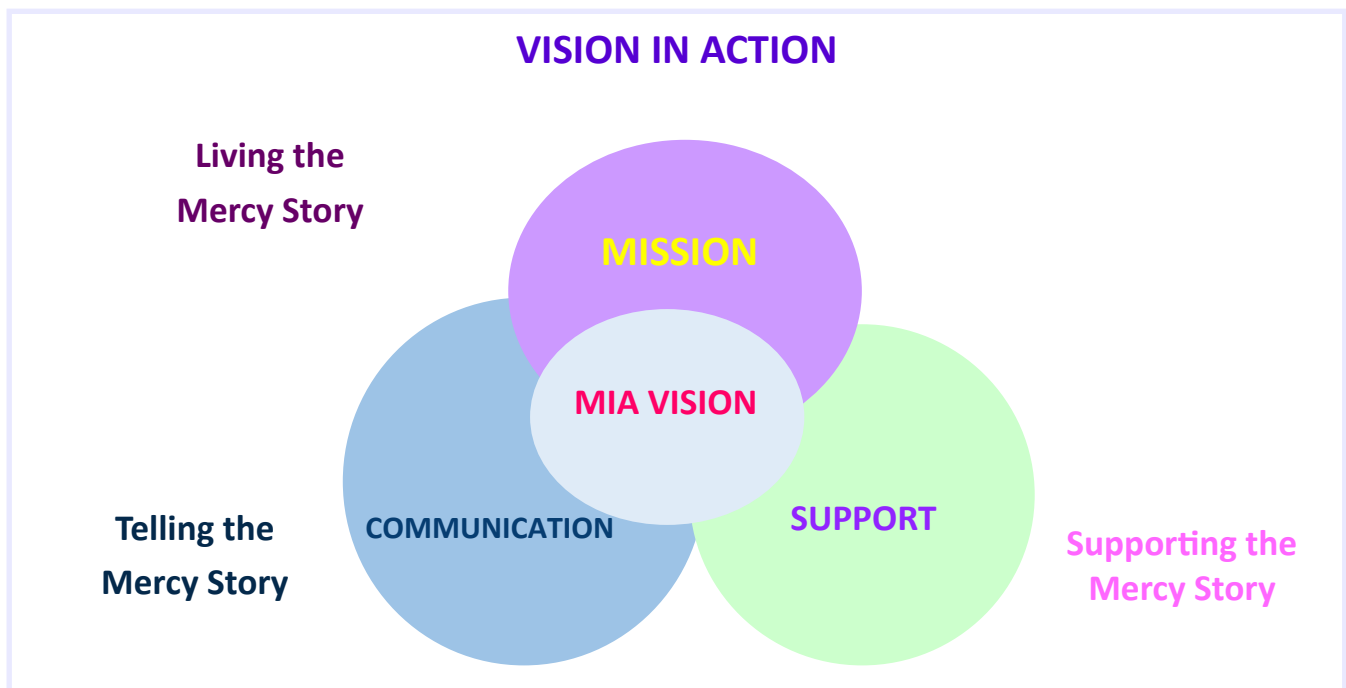 VISION IN ACTION
Living the
Mercy Story
MISSION
MIA VISION
COMMUNICATION
SUPPORT
Telling the
Mercy Story
Supporting the
Mercy Story